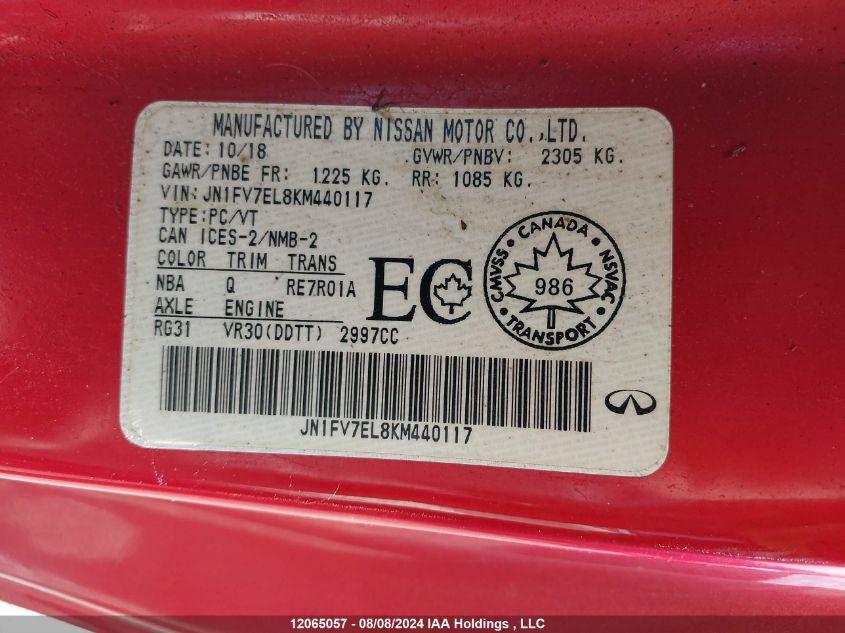 MANUFACTURED BY NISSAN MOTOR CO.,LTD.
DATE: 10/18 GVWR/PNBV: 2305 KG.
GAWR/PNBE FR: 1225 KG. RR: 1085 KG.
VIN: JN1FV7EL8KM440117
TYPE: PC/VT
CAN ICES-2/NMB-2
COLOR TRIM TRANS
NBA Q RE7R01A
AXLE ENGINE
RG31 VR30(DDTT) 2997CC
EC
CANADA
CMVSS
NSVAC
986
TRANSPORT
JN1FV7EL8KM440117
12065057 - 08/08/2024 IAA Holdings , LLC